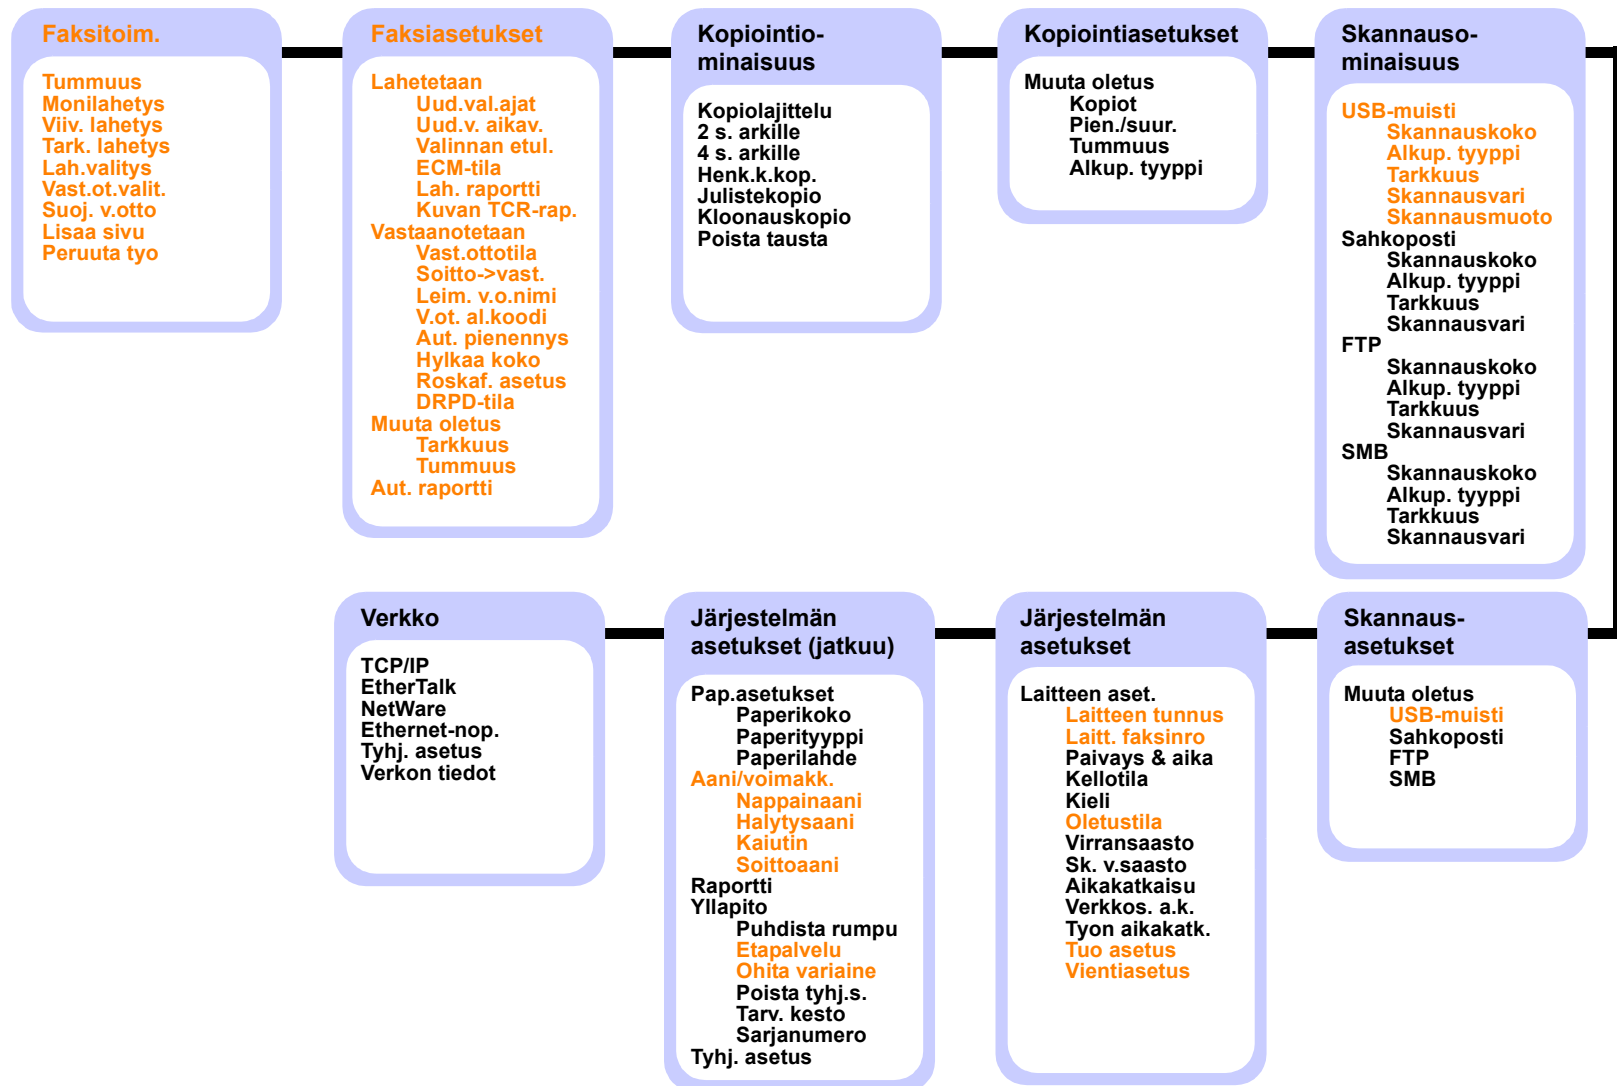 Faksitoim.
Tummuus
Monilahetys
Viiv. lahetys
Tark. lahetys
Lah.valitys
Vast.ot.valit.
Suoj. v.otto
Lisaa sivu
Peruuta tyo
Faksiasetukset
Lahetetaan
Uud.val.ajat
Uud.v. aikav.
Valinnan etul.
ECM-tila
Lah. raportti
Kuvan TCR-rap.
Vastaanotetaan
Vast.ottotila
Soitto->vast.
Leim. v.o.nimi
V.ot. al.koodi
Aut. pienennys
Hylkaa koko
Roskaf. asetus
DRPD-tila
Muuta oletus
Tarkkuus
Tummuus
Aut. raportti
Kopiointio-
minaisuus
Kopiolajittelu
2 s. arkille
4 s. arkille
Henk.k.kop.
Julistekopio
Kloonauskopio
Poista tausta
Kopiointiasetukset
Muuta oletus
Kopiot
Pien./suur.
Tummuus
Alkup. tyyppi
Skannauso-
minaisuus
USB-muisti
Skannauskoko
Alkup. tyyppi
Tarkkuus
Skannausvari
Skannausmuoto
Sahkoposti
Skannauskoko
Alkup. tyyppi
Tarkkuus
Skannausvari
FTP
Skannauskoko
Alkup. tyyppi
Tarkkuus
Skannausvari
SMB
Skannauskoko
Alkup. tyyppi
Tarkkuus
Skannausvari
Verkko
TCP/IP
EtherTalk
NetWare
Ethernet-nop.
Tyhj. asetus
Verkon tiedot
Järjestelmän
asetukset (jatkuu)
Pap.asetukset
Paperikoko
Paperityyppi
Paperilahde
Aani/voimakk.
Nappainaani
Halytysaani
Kaiutin
Soittoaani
Raportti
Yllapito
Puhdista rumpu
Etapalvelu
Ohita variaine
Poista tyhj.s.
Tarv. kesto
Sarjanumero
Tyhj. asetus
Järjestelmän
asetukset
Laitteen aset.
Laitteen tunnus
Laitt. faksinro
Paivays & aika
Kellotila
Kieli
Oletustila
Virransaasto
Sk. v.saasto
Aikakatkaisu
Verkkos. a.k.
Tyon aikakatk.
Tuo asetus
Vientiasetus
Skannaus-
asetukset
Muuta oletus
USB-muisti
Sahkoposti
FTP
SMB